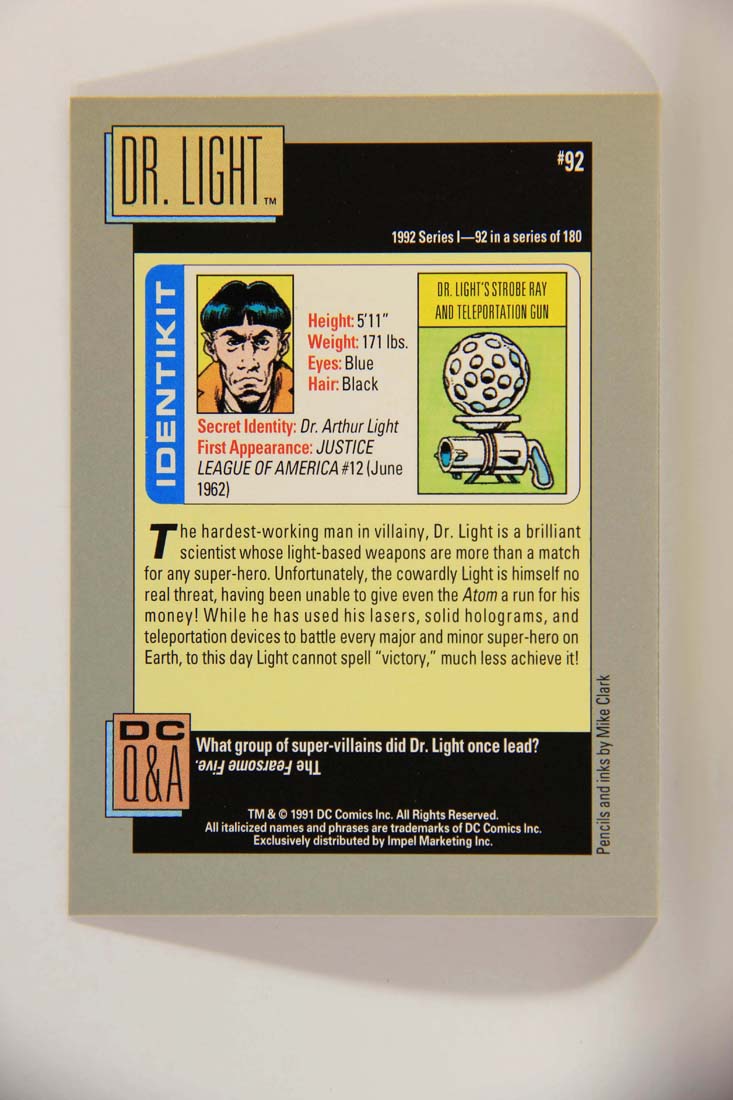 DR. LIGHT™
#92
1992 Series I—92 in a series of 180
IDENTIKIT
Height: 5'11"
Weight: 171 lbs.
Eyes: Blue
Hair: Black
Secret Identity: Dr. Arthur Light
First Appearance: JUSTICE
LEAGUE OF AMERICA #12 (June
1962)
DR. LIGHT'S STROBE RAY
AND TELEPORTATION GUN
The hardest-working man in villainy, Dr. Light is a brilliant
scientist whose light-based weapons are more than a match
for any super-hero. Unfortunately, the cowardly Light is himself no
real threat, having been unable to give even the Atom a run for his
money! While he has used his lasers, solid holograms, and
teleportation devices to battle every major and minor super-hero on
Earth, to this day Light cannot spell “victory,” much less achieve it!
DC
Q&A
What group of super-villains did Dr. Light once lead?
The Fearsome Five.
TM & © 1991 DC Comics Inc. All Rights Reserved.
All italicized names and phrases are trademarks of DC Comics Inc.
Exclusively distributed by Impel Marketing Inc.
Pencils and inks by Mike Clark